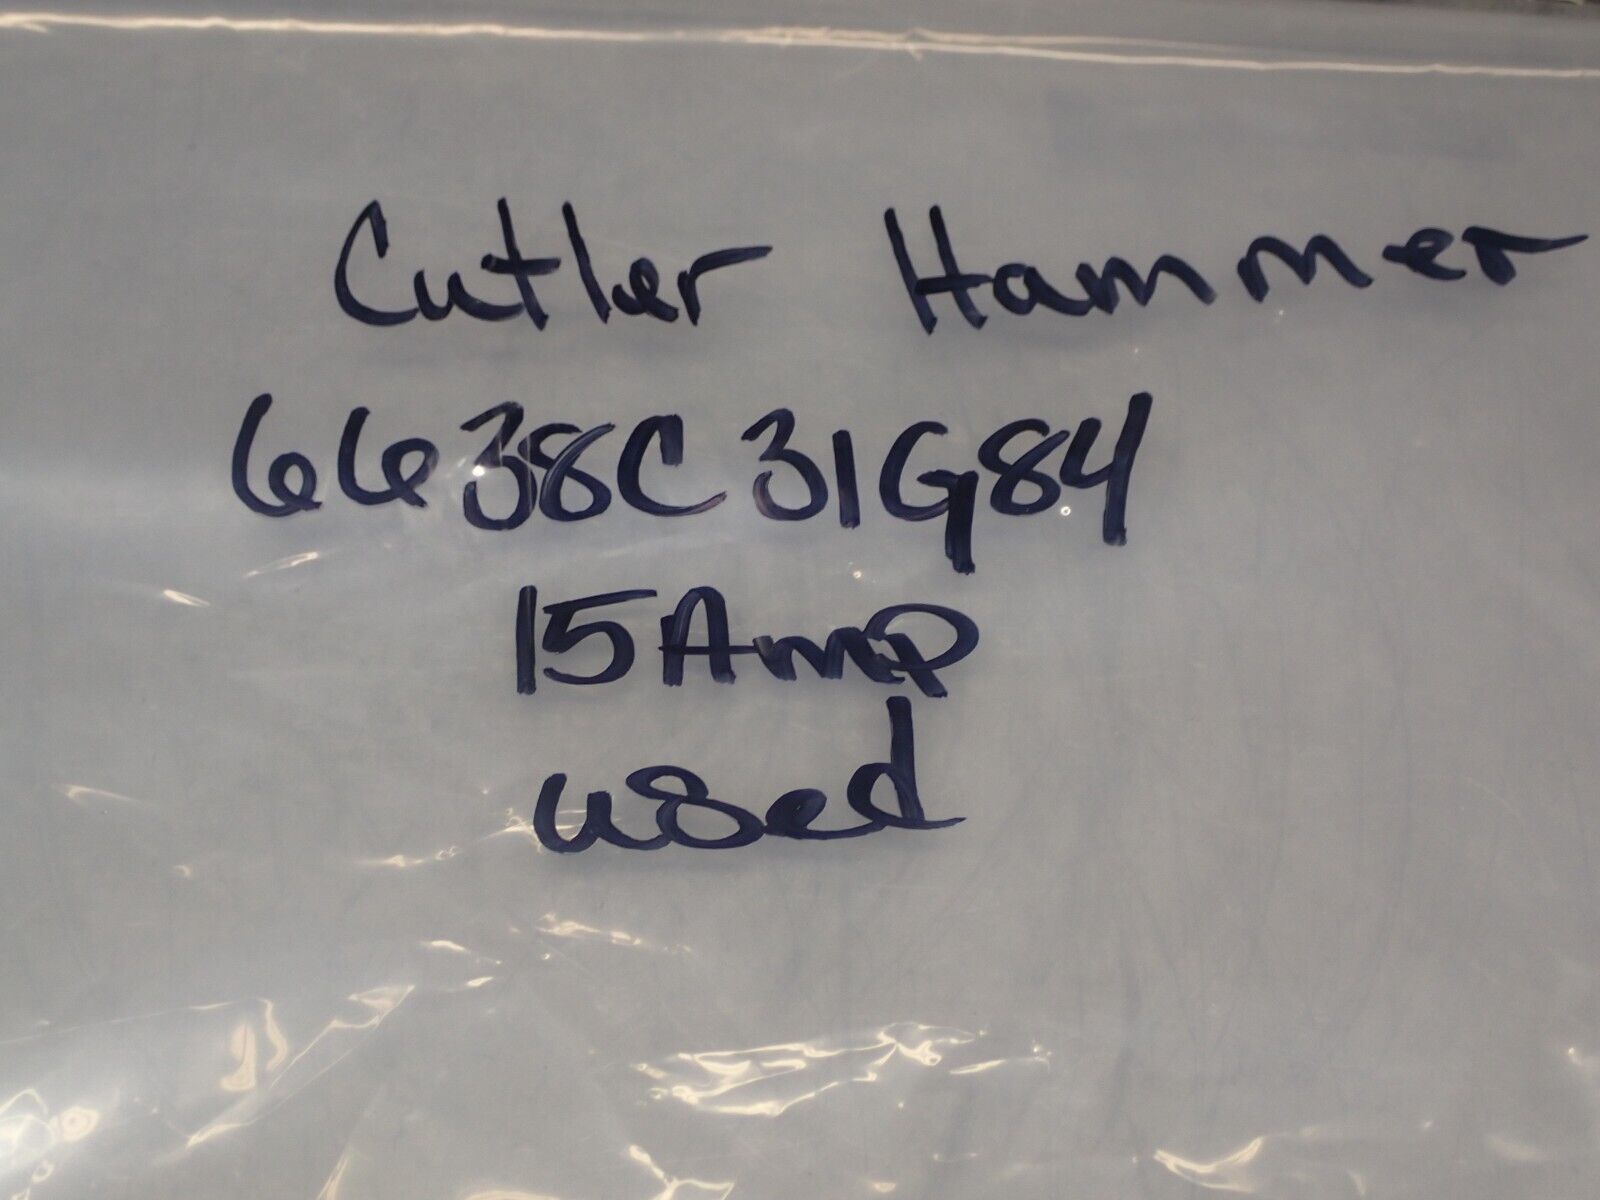 Cutler Hammer
6638C31G84
15Amp
used